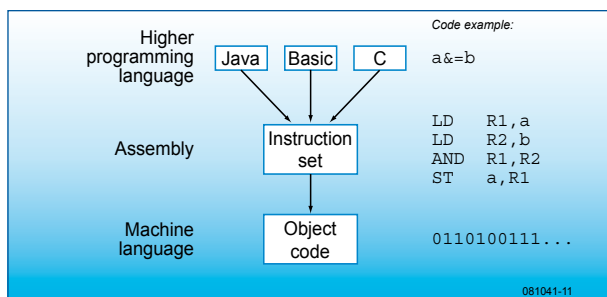 Code example:
Higher
programming
language
Java Basic C
a&=b
Assembly
Instruction
set
LD R1,a
LD R2,b
AND R1,R2
ST a,R1
Machine
language
Object
code
0110100111...
081041-11